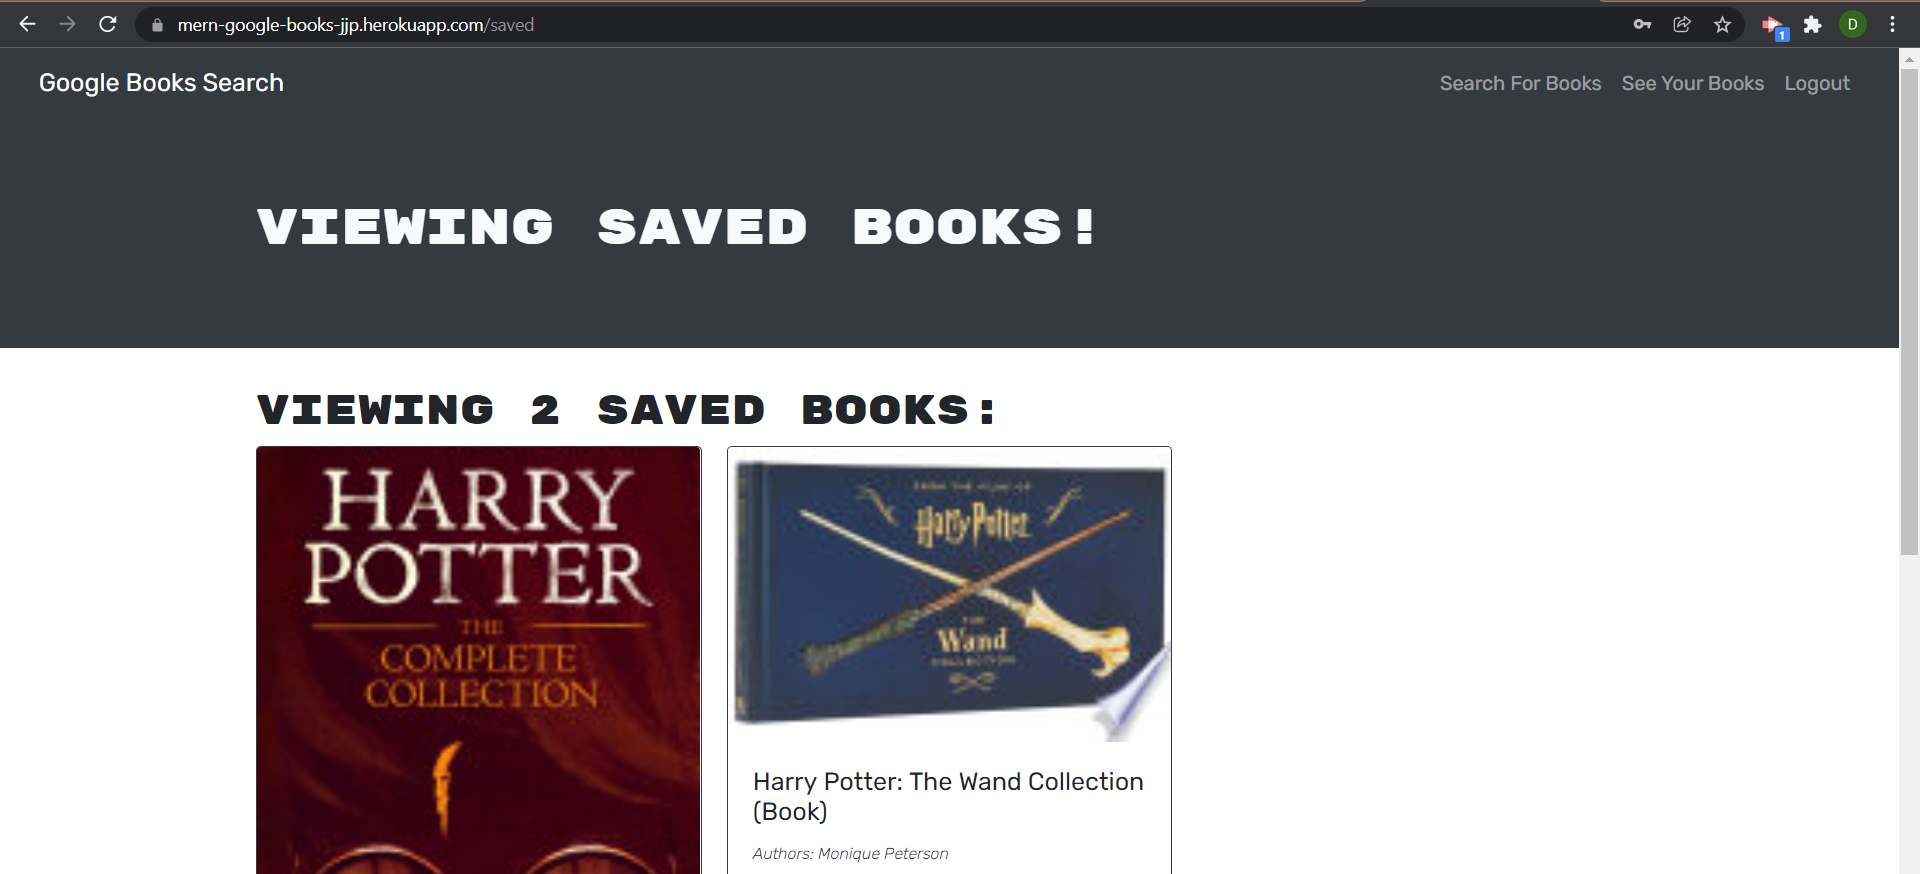 mern-google-books-jjp.herokuapp.com/saved
1
D
Google Books Search
Search For Books
See Your Books
Logout
VIEWING SAVED BOOKS!
VIEWING 2 SAVED BOOKS:
HARRY
POTTER
THE
COMPLETE
COLLECTION
FROM THE FILMS OF
Harry Potter
THE
Wand
COLLECTION
Harry Potter: The Wand Collection
(Book)
Authors: Monique Peterson